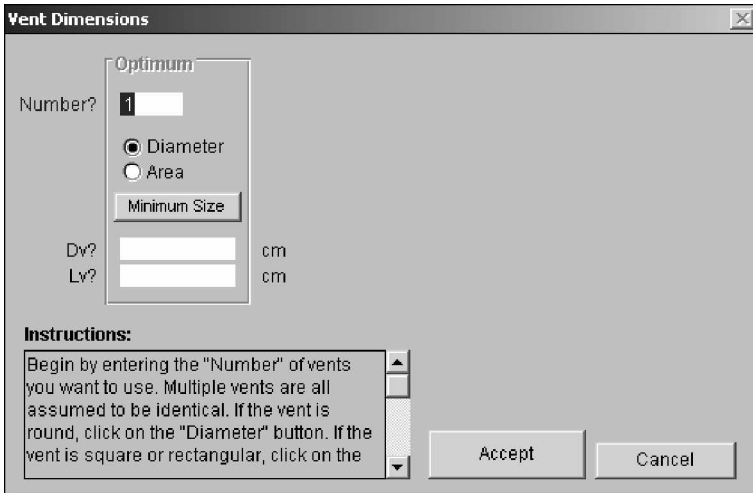 Vent Dimensions
Optimum
Number? 1
Diameter
Area
Minimum Size
Dv? cm
Lv? cm
Instructions:
Begin by entering the "Number" of vents
you want to use. Multiple vents are all
assumed to be identical. If the vent is
round, click on the "Diameter" button. If the
vent is square or rectangular, click on the
Accept
Cancel